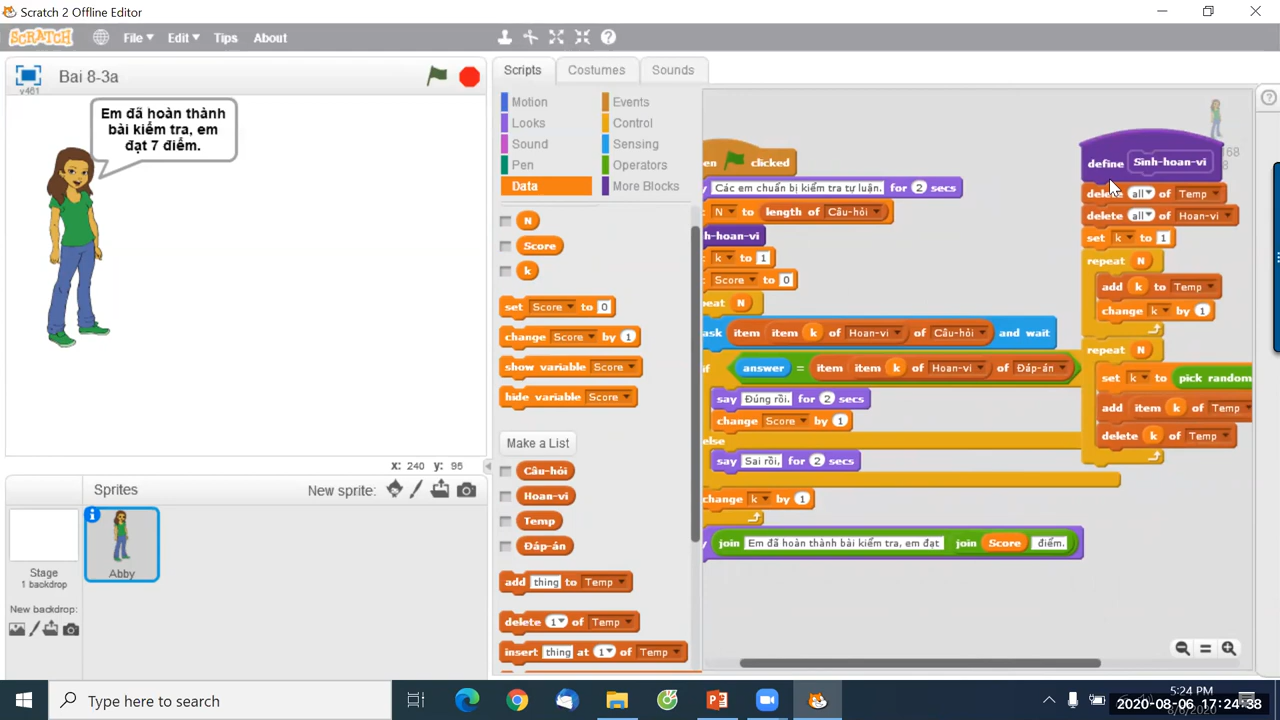 Scratch 2 Offline Editor
SCRATCH File Edit Tips About
v461 Bai 8-3a
Em đã hoàn thành
bài kiểm tra, em
đạt 7 điểm.
x: 240 y: 95
Sprites New sprite:
Stage
1 backdrop
New backdrop:
Abby
Scripts Costumes Sounds
Motion Events
Looks Control
Sound Sensing
Pen Operators
Data More Blocks
N
Score
k
set Score to 0
change Score by 1
show variable Score
hide variable Score
Make a List
Câu-hỏi
Hoan-vi
Temp
Đáp-án
add thing to Temp
delete 1 of Temp
insert thing at 1 of Temp
en clicked
y Các em chuẩn bị kiểm tra tự luận. for 2 secs
N to length of Câu-hỏi
h-hoan-vi
k to 1
Score to 0
eat N
ask item item k of Hoan-vi of Câu-hỏi and wait
if answer = item item k of Hoan-vi of Đáp-án
say Đúng rồi. for 2 secs
change Score by 1
else
say Sai rồi, for 2 secs
change k by 1
y join Em đã hoàn thành bài kiểm tra, em đạt join Score điểm.
define Sinh-hoan-vi
delete all of Temp
delete all of Hoan-vi
set k to 1
repeat N
add k to Temp
change k by 1
repeat N
set k to pick random
add item k of Temp
delete k of Temp
Type here to search
5:24 PM
2020-08-06 17:24:38